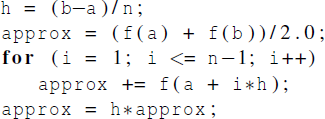 h = (b−a)/n;
approx = (f(a) + f(b))/2.0;
for (i = 1; i <= n−1; i++)
approx += f(a + i*h);
approx = h*approx;